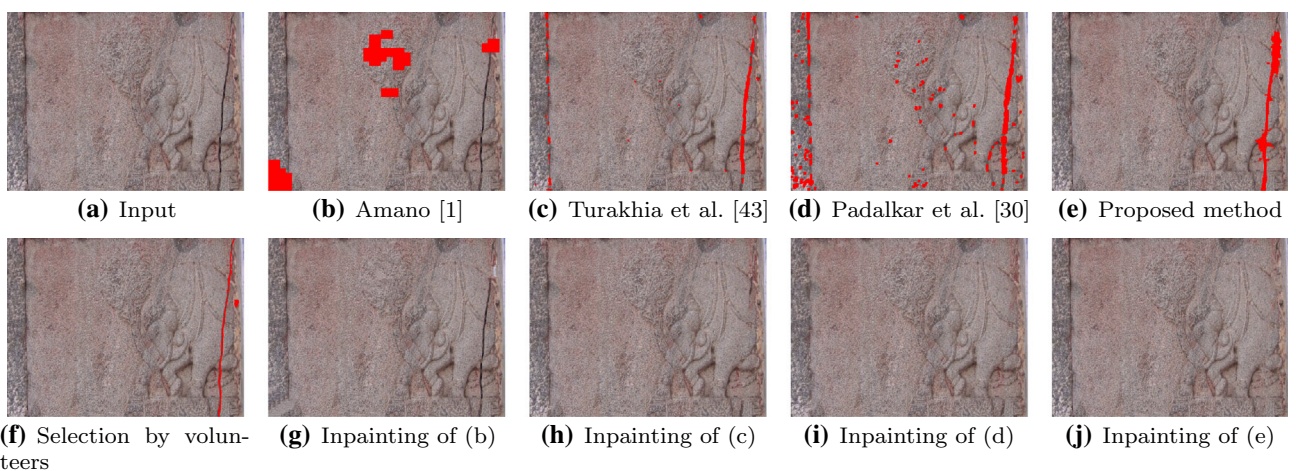 (a) Input
(b) Amano [1]
(c) Turakhia et al. [43]
(d) Padalkar et al. [30]
(e) Proposed method
(f) Selection by volun-
teers
(g) Inpainting of (b)
(h) Inpainting of (c)
(i) Inpainting of (d)
(j) Inpainting of (e)